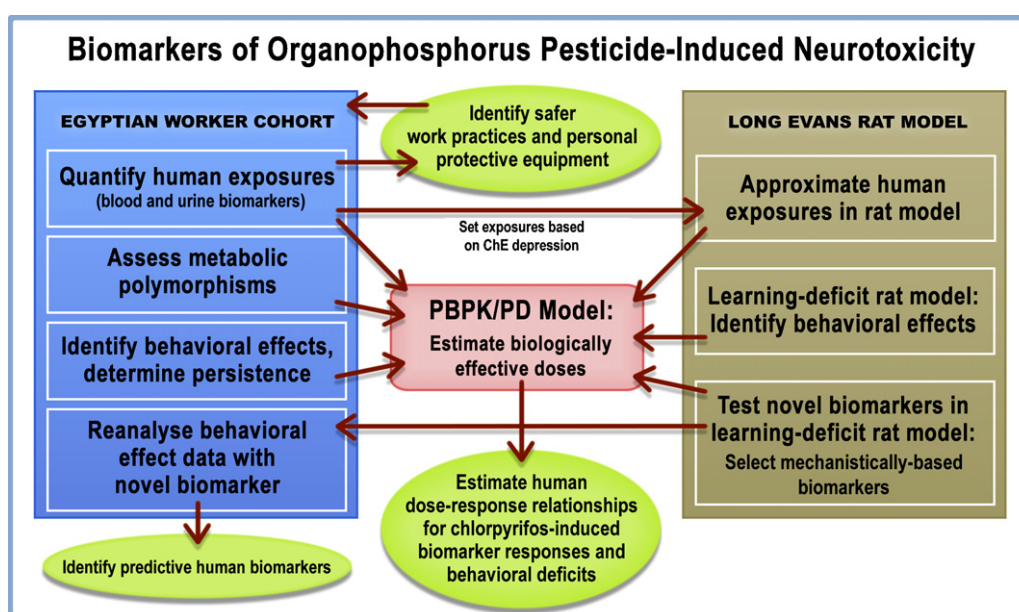 Biomarkers of Organophosphorus Pesticide-Induced Neurotoxicity
EGYPTIAN WORKER COHORT
Quantify human exposures
(blood and urine biomarkers)
Assess metabolic
polymorphisms
Identify behavioral effects,
determine persistence
Reanalyse behavioral
effect data with
novel biomarker
Identify predictive human biomarkers
Identify safer
work practices and personal
protective equipment
Set exposures based
on ChE depression
PBPK/PD Model:
Estimate biologically
effective doses
Estimate human
dose-response relationships
for chlorpyrifos-induced
biomarker responses and
behavioral deficits
LONG EVANS RAT MODEL
Approximate human
exposures in rat model
Learning-deficit rat model:
Identify behavioral effects
Test novel biomarkers in
learning-deficit rat model:
Select mechanistically-based
biomarkers